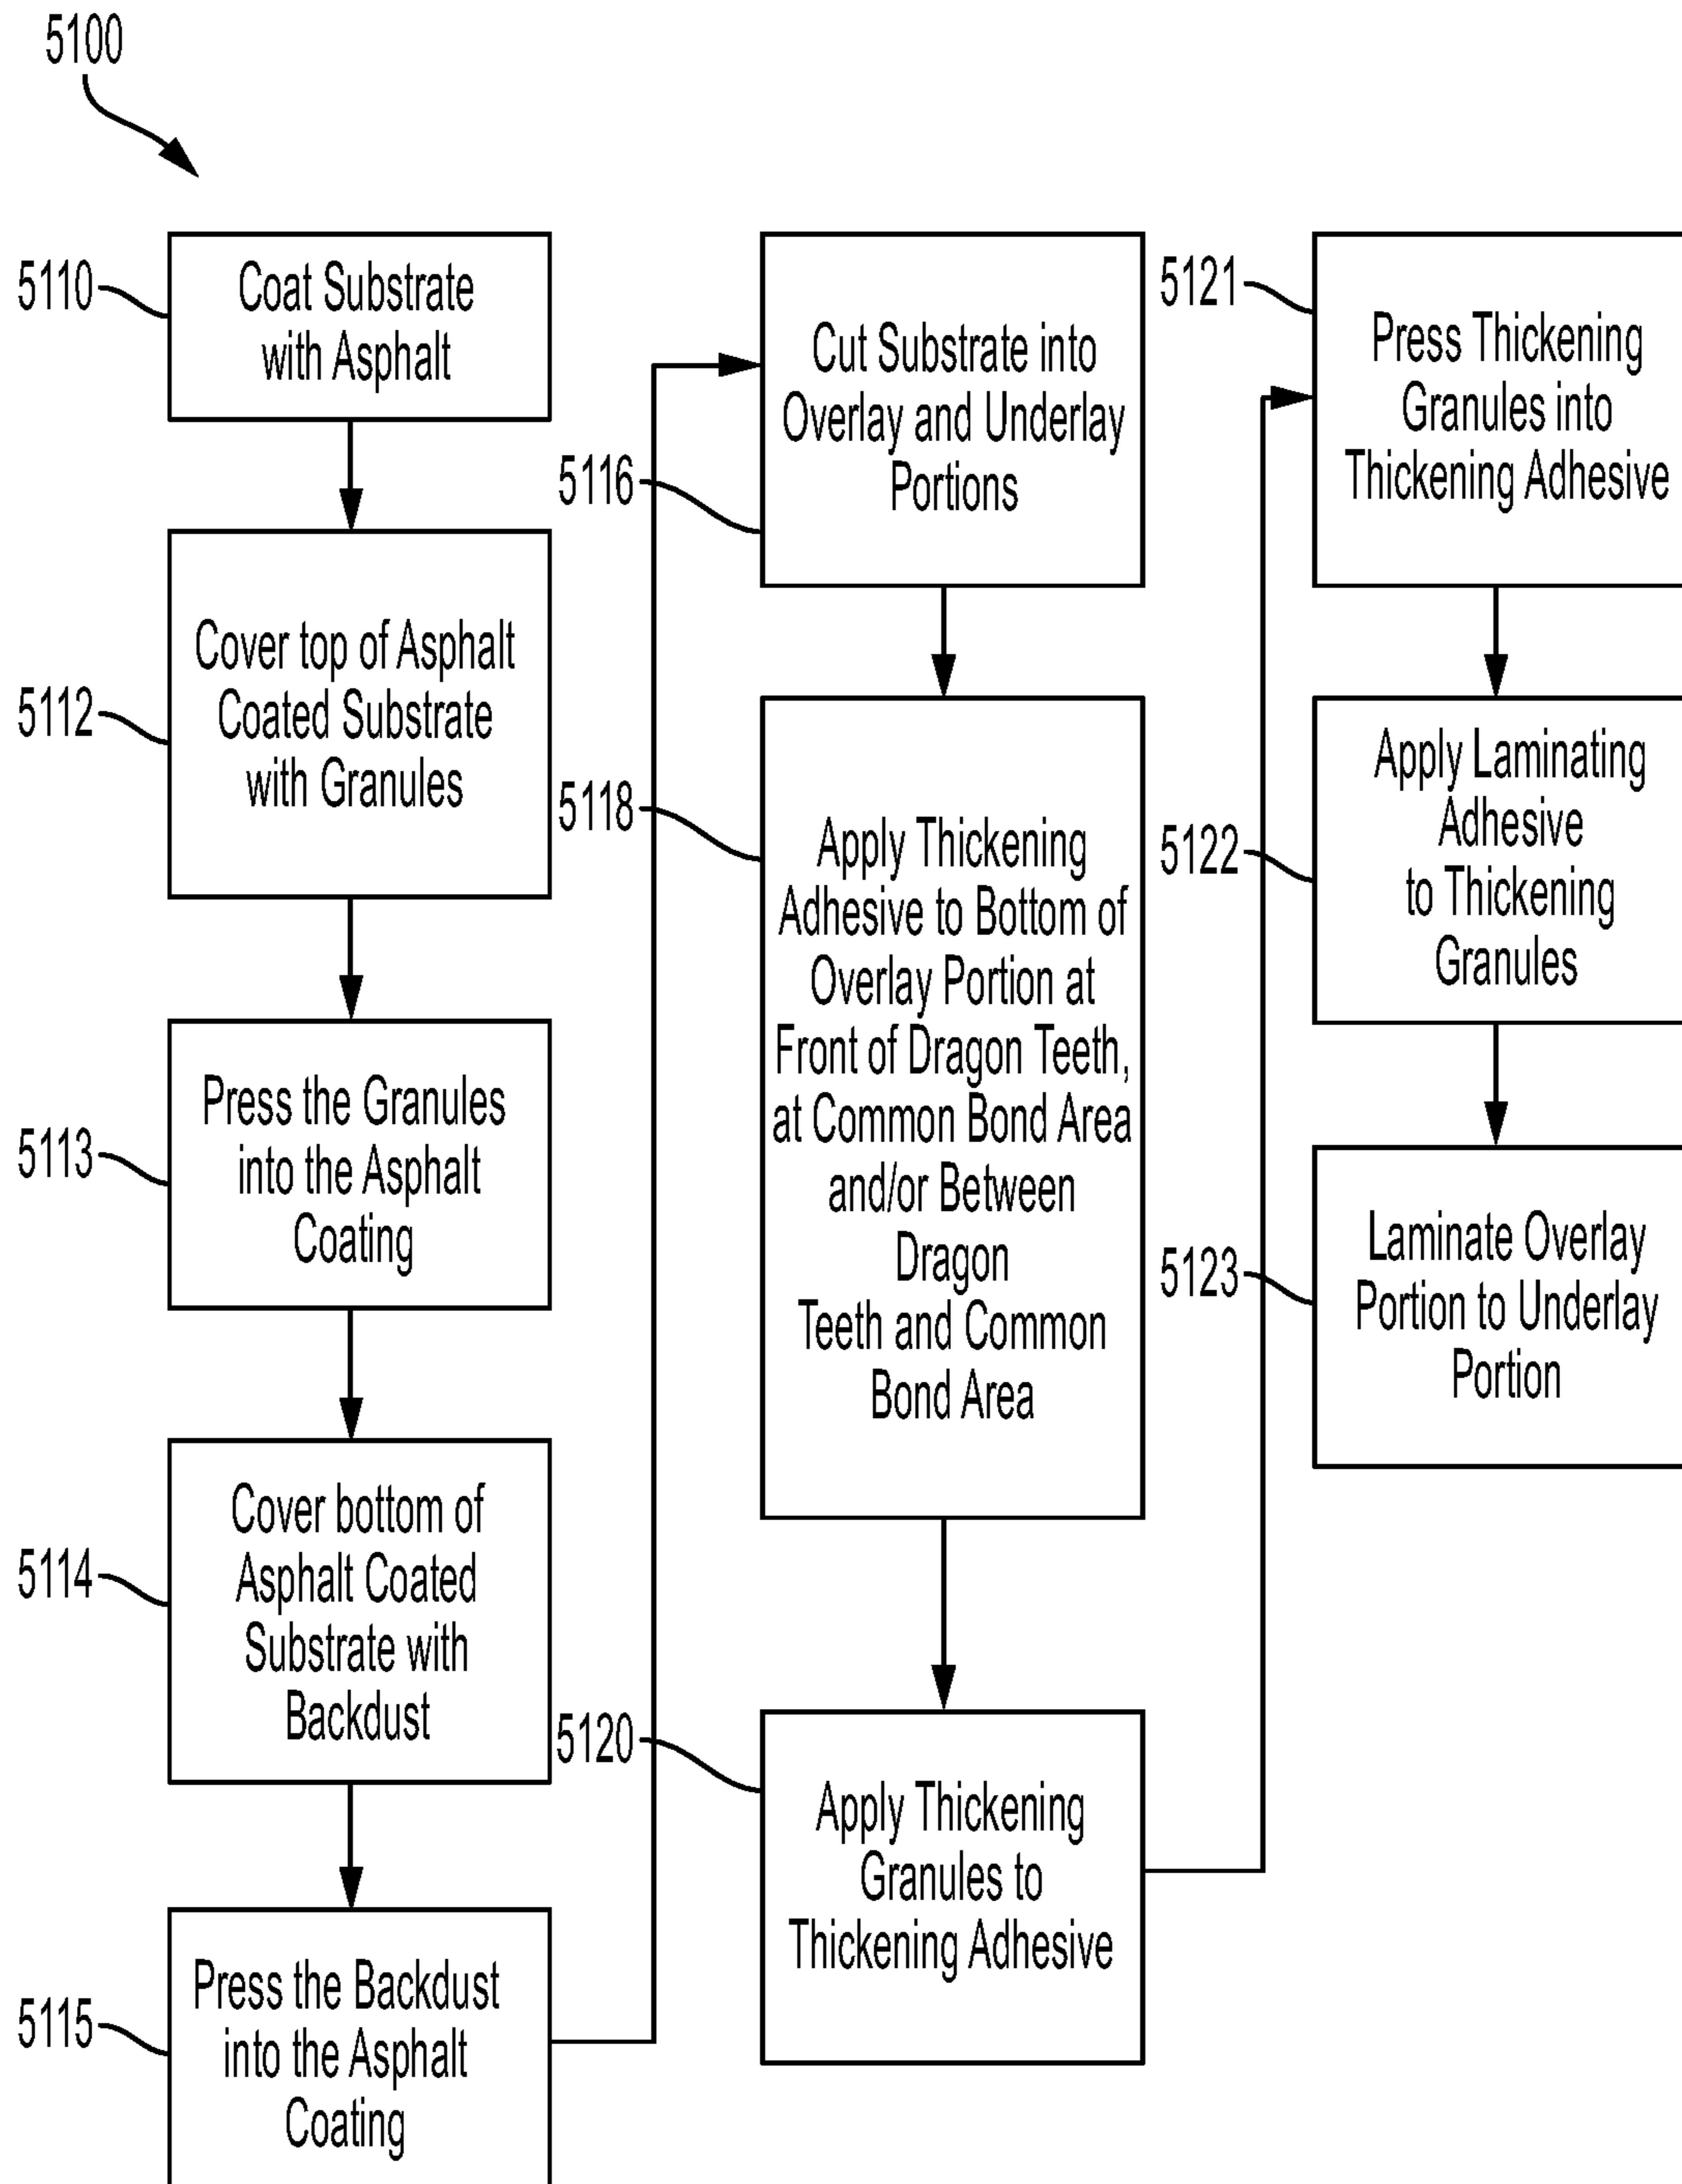 5100
5110
Coat Substrate
with Asphalt
5112
Cover top of Asphalt
Coated Substrate
with Granules
5113
Press the Granules
into the Asphalt
Coating
5114
Cover bottom of
Asphalt Coated
Substrate with
Backdust
5115
Press the Backdust
into the Asphalt
Coating
5116
Cut Substrate into
Overlay and Underlay
Portions
5118
Apply Thickening
Adhesive to Bottom of
Overlay Portion at
Front of Dragon Teeth,
at Common Bond Area
and/or Between
Dragon
Teeth and Common
Bond Area
5120
Apply Thickening
Granules to
Thickening Adhesive
5121
Press Thickening
Granules into
Thickening Adhesive
5122
Apply Laminating
Adhesive
to Thickening
Granules
5123
Laminate Overlay
Portion to Underlay
Portion